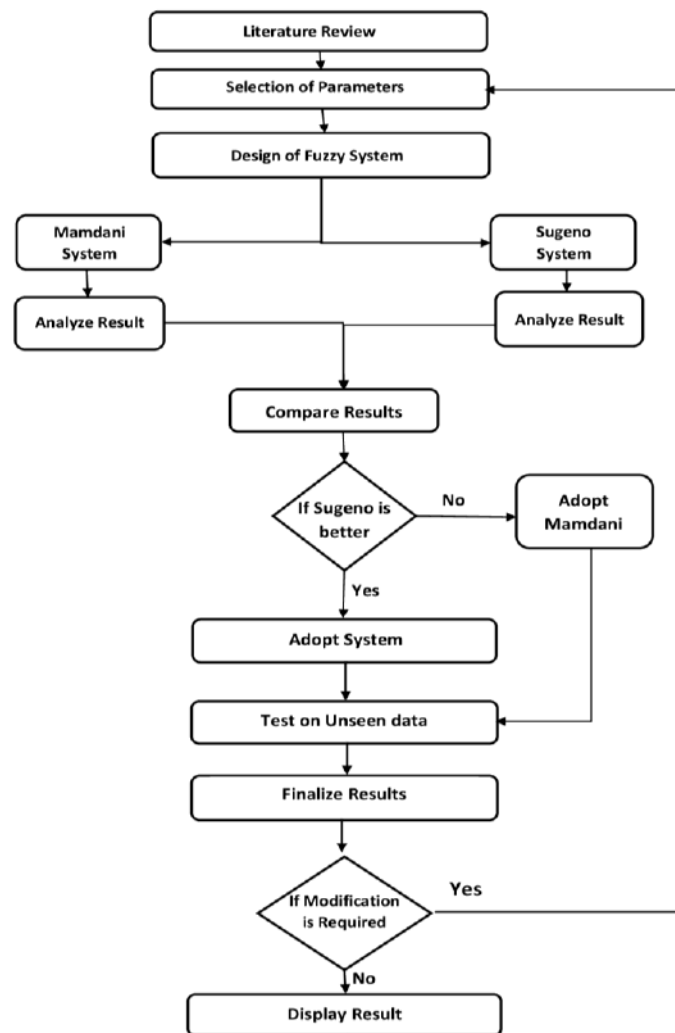 Literature Review
Selection of Parameters
Design of Fuzzy System
Mamdani
System
Sugeno
System
Analyze Result
Analyze Result
Compare Results
If Sugeno is
better
No
Adopt
Mamdani
Yes
Adopt System
Test on Unseen data
Finalize Results
If Modification
is Required
Yes
No
Display Result